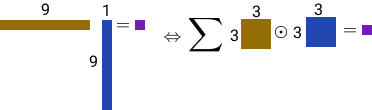 9 1 = ⇔ ∑ 3 3 ⊙ 3 3 =
9